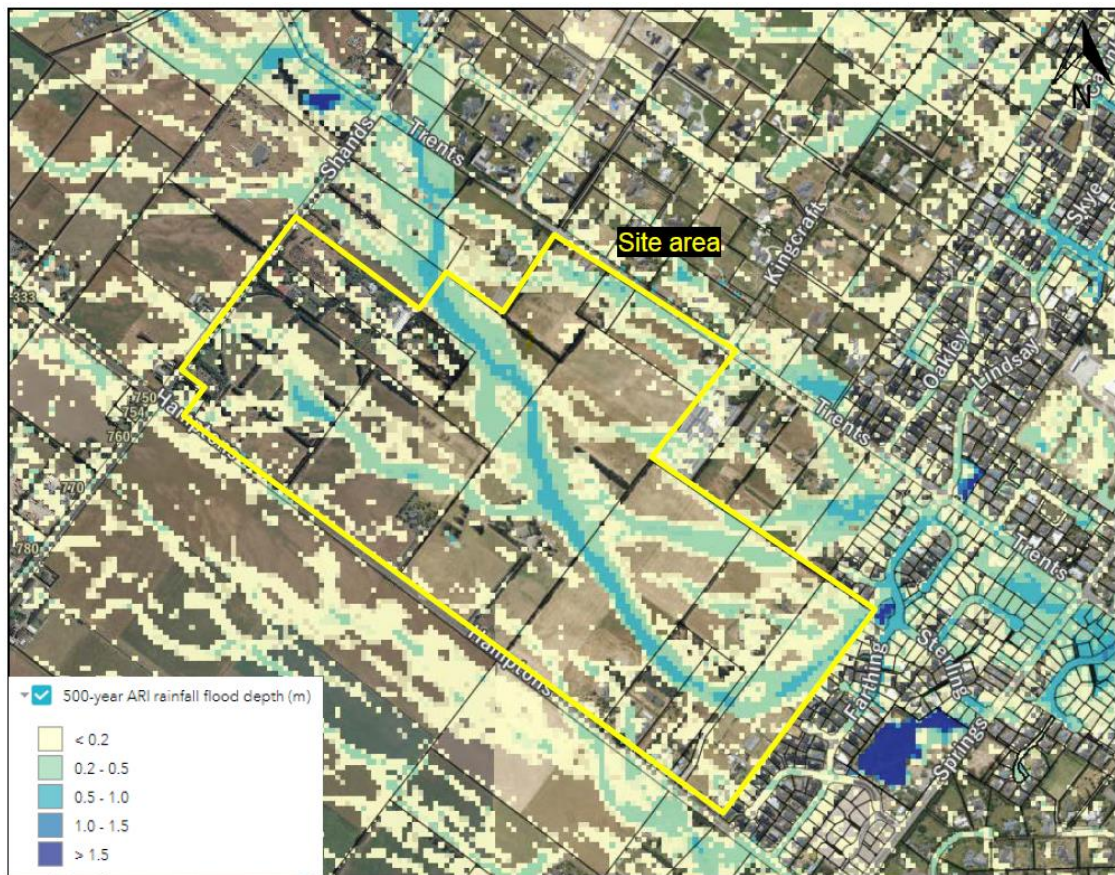 Ca
Skye
N
Shands
Trents
Site area
Kingcraft
Oakley
Lindsay
333
750
754
760
Trents
770
780
Trents
Hamptons
Farthing
Sterling
Springs
500-year ARI rainfall flood depth (m)
< 0.2
0.2 - 0.5
0.5 - 1.0
1.0 - 1.5
> 1.5